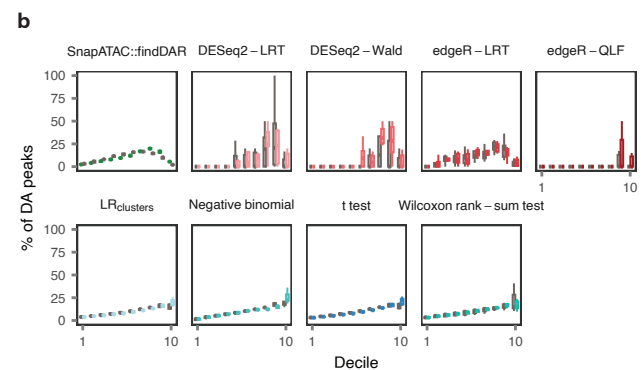 b
SnapATAC::findDAR DESeq2–LRT DESeq2–Wald edgeR–LRT edgeR–QLF
100
75
50
25
0
1 10
% of DA peaks
LRclusters Negative binomial t test Wilcoxon rank–sum test
100
75
50
25
0
1 10 1 10 1 10 1 10
Decile